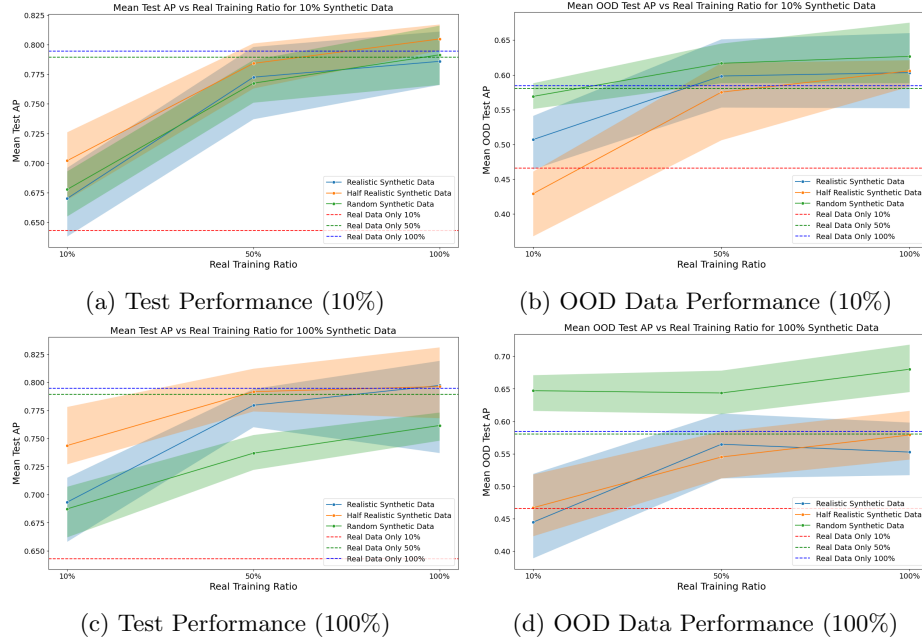 Mean Test AP vs Real Training Ratio for 10% Synthetic Data
Mean Test AP
0.800
0.775
0.750
0.725
0.700
0.675
0.650
Realistic Synthetic Data
Half Realistic Synthetic Data
Random Synthetic Data
Real Data Only 10%
Real Data Only 50%
Real Data Only 100%
10%
50%
100%
Real Training Ratio
(a) Test Performance (10%)
Mean OOD Test AP vs Real Training Ratio for 10% Synthetic Data
Mean OOD Test AP
0.65
0.60
0.55
0.50
0.45
0.40
Realistic Synthetic Data
Half Realistic Synthetic Data
Random Synthetic Data
Real Data Only 10%
Real Data Only 50%
Real Data Only 100%
10%
50%
100%
Real Training Ratio
(b) OOD Data Performance (10%)
Mean Test AP vs Real Training Ratio for 100% Synthetic Data
Mean Test AP
0.825
0.800
0.775
0.750
0.725
0.700
0.675
0.650
Realistic Synthetic Data
Half Realistic Synthetic Data
Random Synthetic Data
Real Data Only 10%
Real Data Only 50%
Real Data Only 100%
10%
50%
100%
Real Training Ratio
(c) Test Performance (100%)
Mean OOD Test AP vs Real Training Ratio for 100% Synthetic Data
Mean OOD Test AP
0.70
0.65
0.60
0.55
0.50
0.45
0.40
Realistic Synthetic Data
Half Realistic Synthetic Data
Random Synthetic Data
Real Data Only 10%
Real Data Only 50%
Real Data Only 100%
10%
50%
100%
Real Training Ratio
(d) OOD Data Performance (100%)